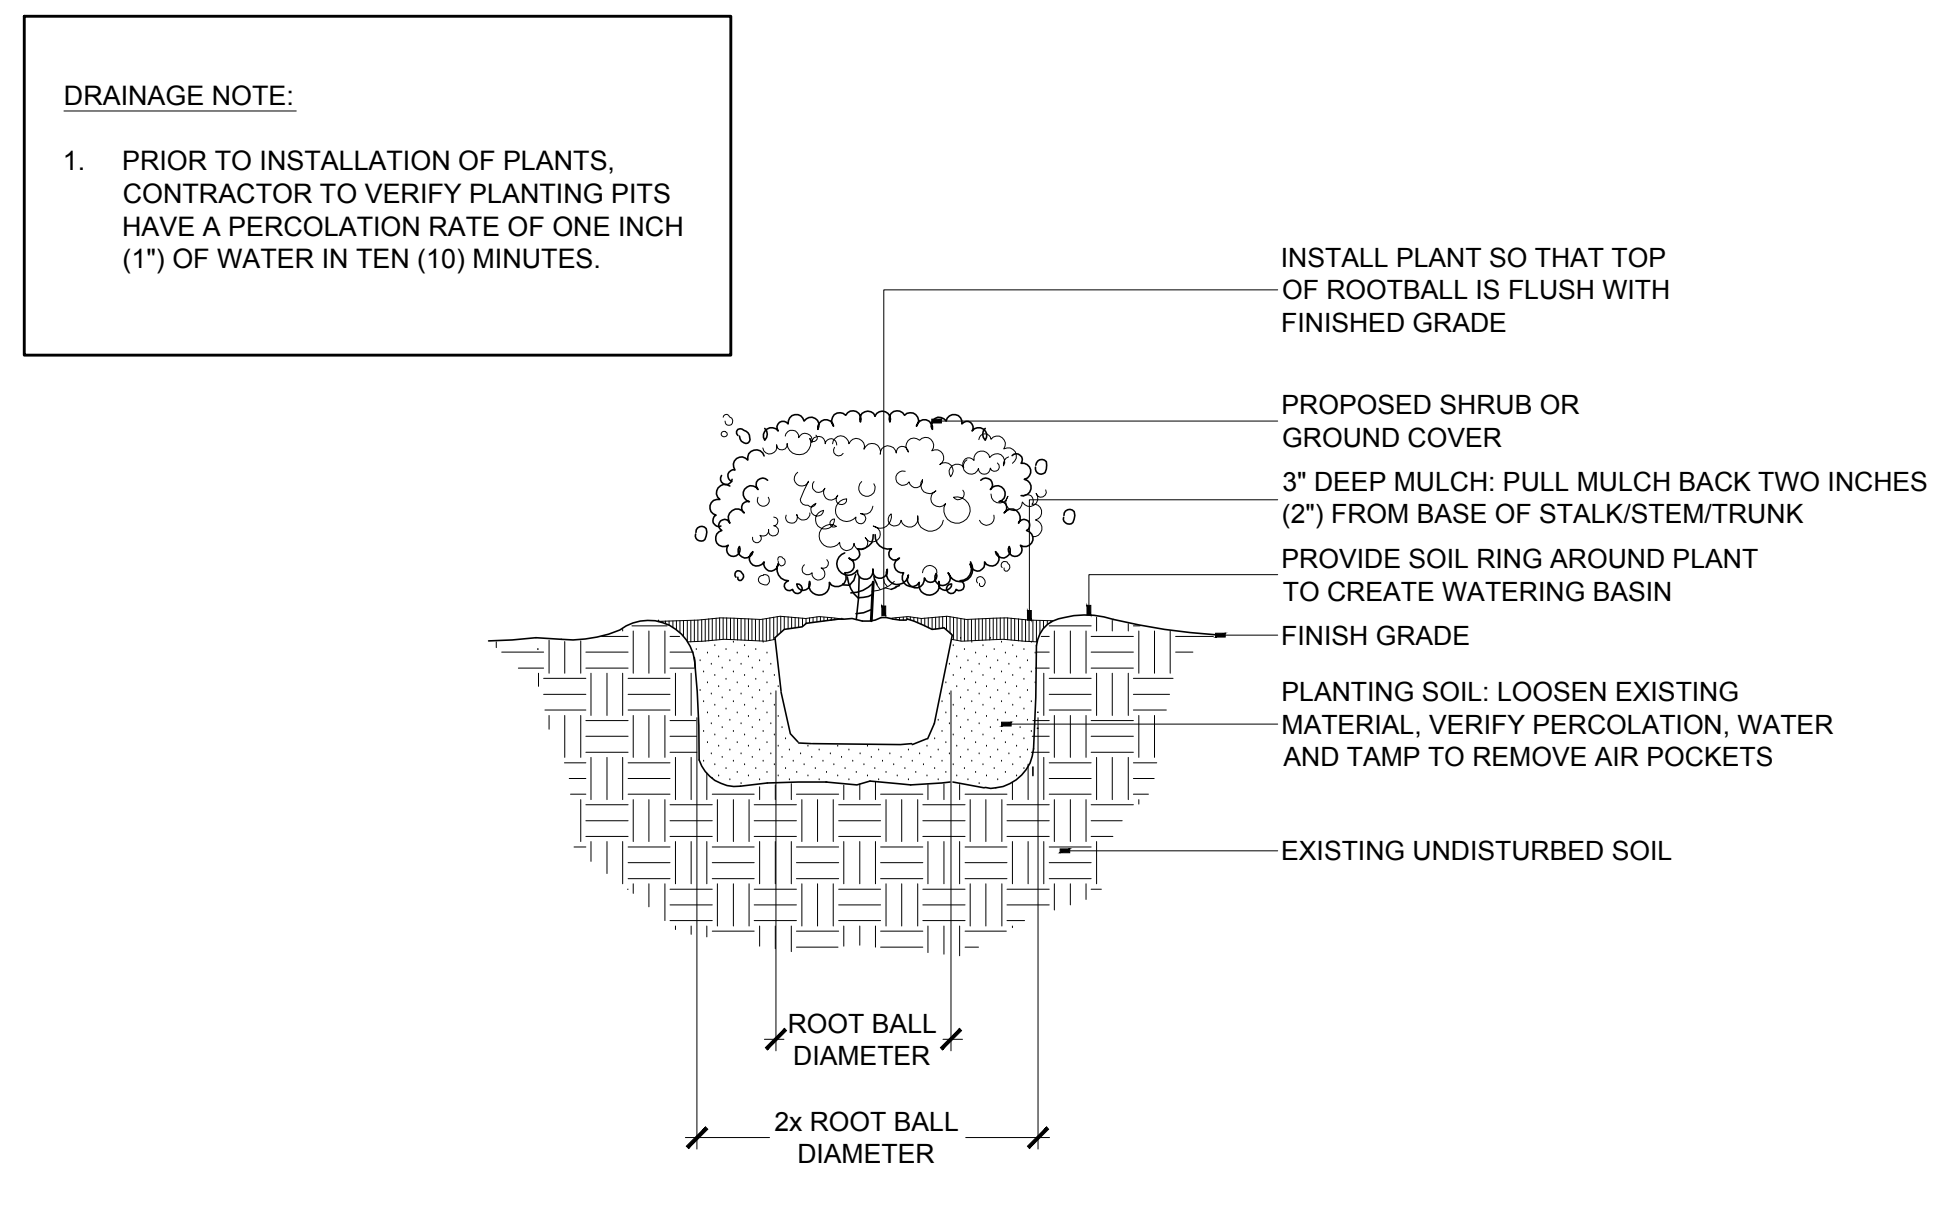 DRAINAGE NOTE:
1. PRIOR TO INSTALLATION OF PLANTS,
CONTRACTOR TO VERIFY PLANTING PITS
HAVE A PERCOLATION RATE OF ONE INCH
(1") OF WATER IN TEN (10) MINUTES.
INSTALL PLANT SO THAT TOP
OF ROOTBALL IS FLUSH WITH
FINISHED GRADE
PROPOSED SHRUB OR
GROUND COVER
3" DEEP MULCH: PULL MULCH BACK TWO INCHES
(2") FROM BASE OF STALK/STEM/TRUNK
PROVIDE SOIL RING AROUND PLANT
TO CREATE WATERING BASIN
FINISH GRADE
PLANTING SOIL: LOOSEN EXISTING
MATERIAL, VERIFY PERCOLATION, WATER
AND TAMP TO REMOVE AIR POCKETS
EXISTING UNDISTURBED SOIL
ROOT BALL
DIAMETER
2x ROOT BALL
DIAMETER